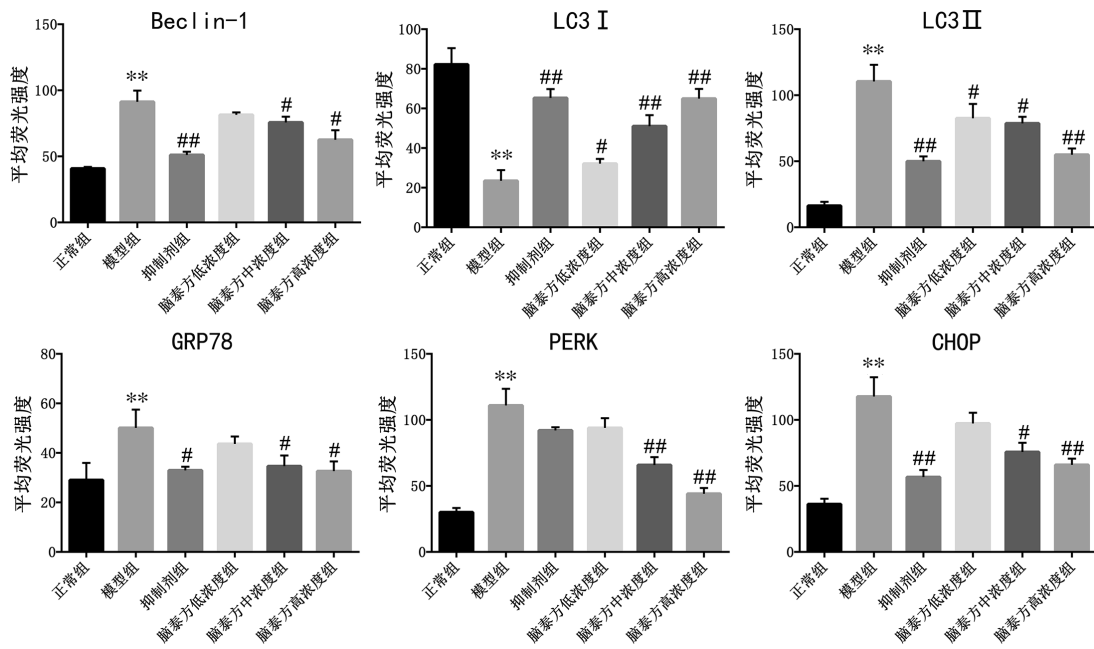 Beclin-1
平均荧光强度
150
100
50
0
**
##
#
#
正常组
模型组
抑制剂组
脑泰方低浓度组
脑泰方中浓度组
脑泰方高浓度组
LC3Ⅰ
平均荧光强度
100
80
60
40
20
0
**
##
#
##
##
正常组
模型组
抑制剂组
脑泰方低浓度组
脑泰方中浓度组
脑泰方高浓度组
LC3Ⅱ
平均荧光强度
150
100
50
0
**
##
#
#
##
正常组
模型组
抑制剂组
脑泰方低浓度组
脑泰方中浓度组
脑泰方高浓度组
GRP78
平均荧光强度
80
60
40
20
0
**
#
#
#
正常组
模型组
抑制剂组
脑泰方低浓度组
脑泰方中浓度组
脑泰方高浓度组
PERK
平均荧光强度
150
100
50
0
**
##
##
正常组
模型组
抑制剂组
脑泰方低浓度组
脑泰方中浓度组
脑泰方高浓度组
CHOP
平均荧光强度
150
100
50
0
**
##
#
##
正常组
模型组
抑制剂组
脑泰方低浓度组
脑泰方中浓度组
脑泰方高浓度组